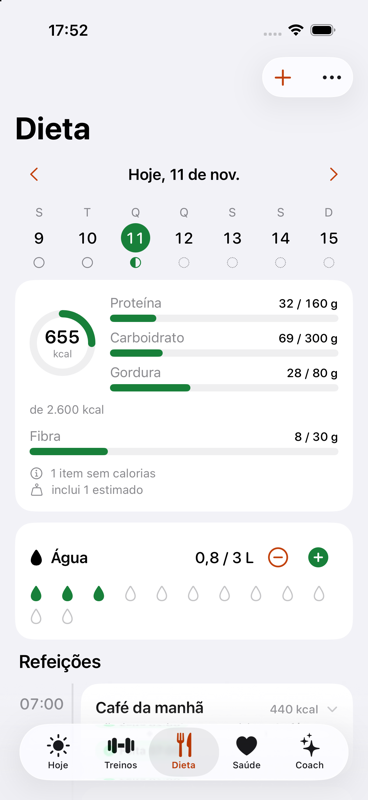 17:52
Dieta
Hoje, 11 de nov.
S T Q Q S S D
9 10 11 12 13 14 15
655
kcal
Proteína 32 / 160 g
Carboidrato 69 / 300 g
Gordura 28 / 80 g
de 2.600 kcal
Fibra 8 / 30 g
1 item sem calorias
inclui 1 estimado
Água 0,8 / 3 L
Refeições
07:00 Café da manhã 440 kcal
Hoje Treinos Dieta Saúde Coach